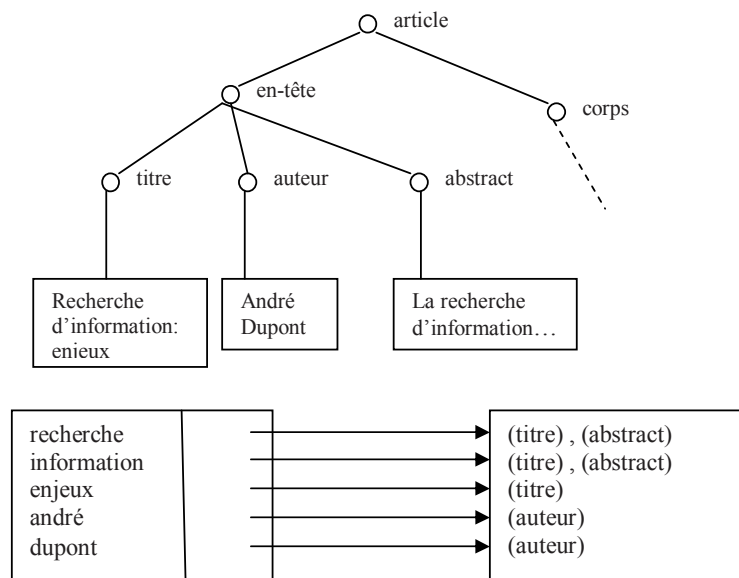 article
en-tête
corps
titre
auteur
abstract
Recherche
d’information:
enieux
André
Dupont
La recherche
d’information…
recherche
(titre) , (abstract)
information
(titre) , (abstract)
enjeux
(titre)
andré
(auteur)
dupont
(auteur)